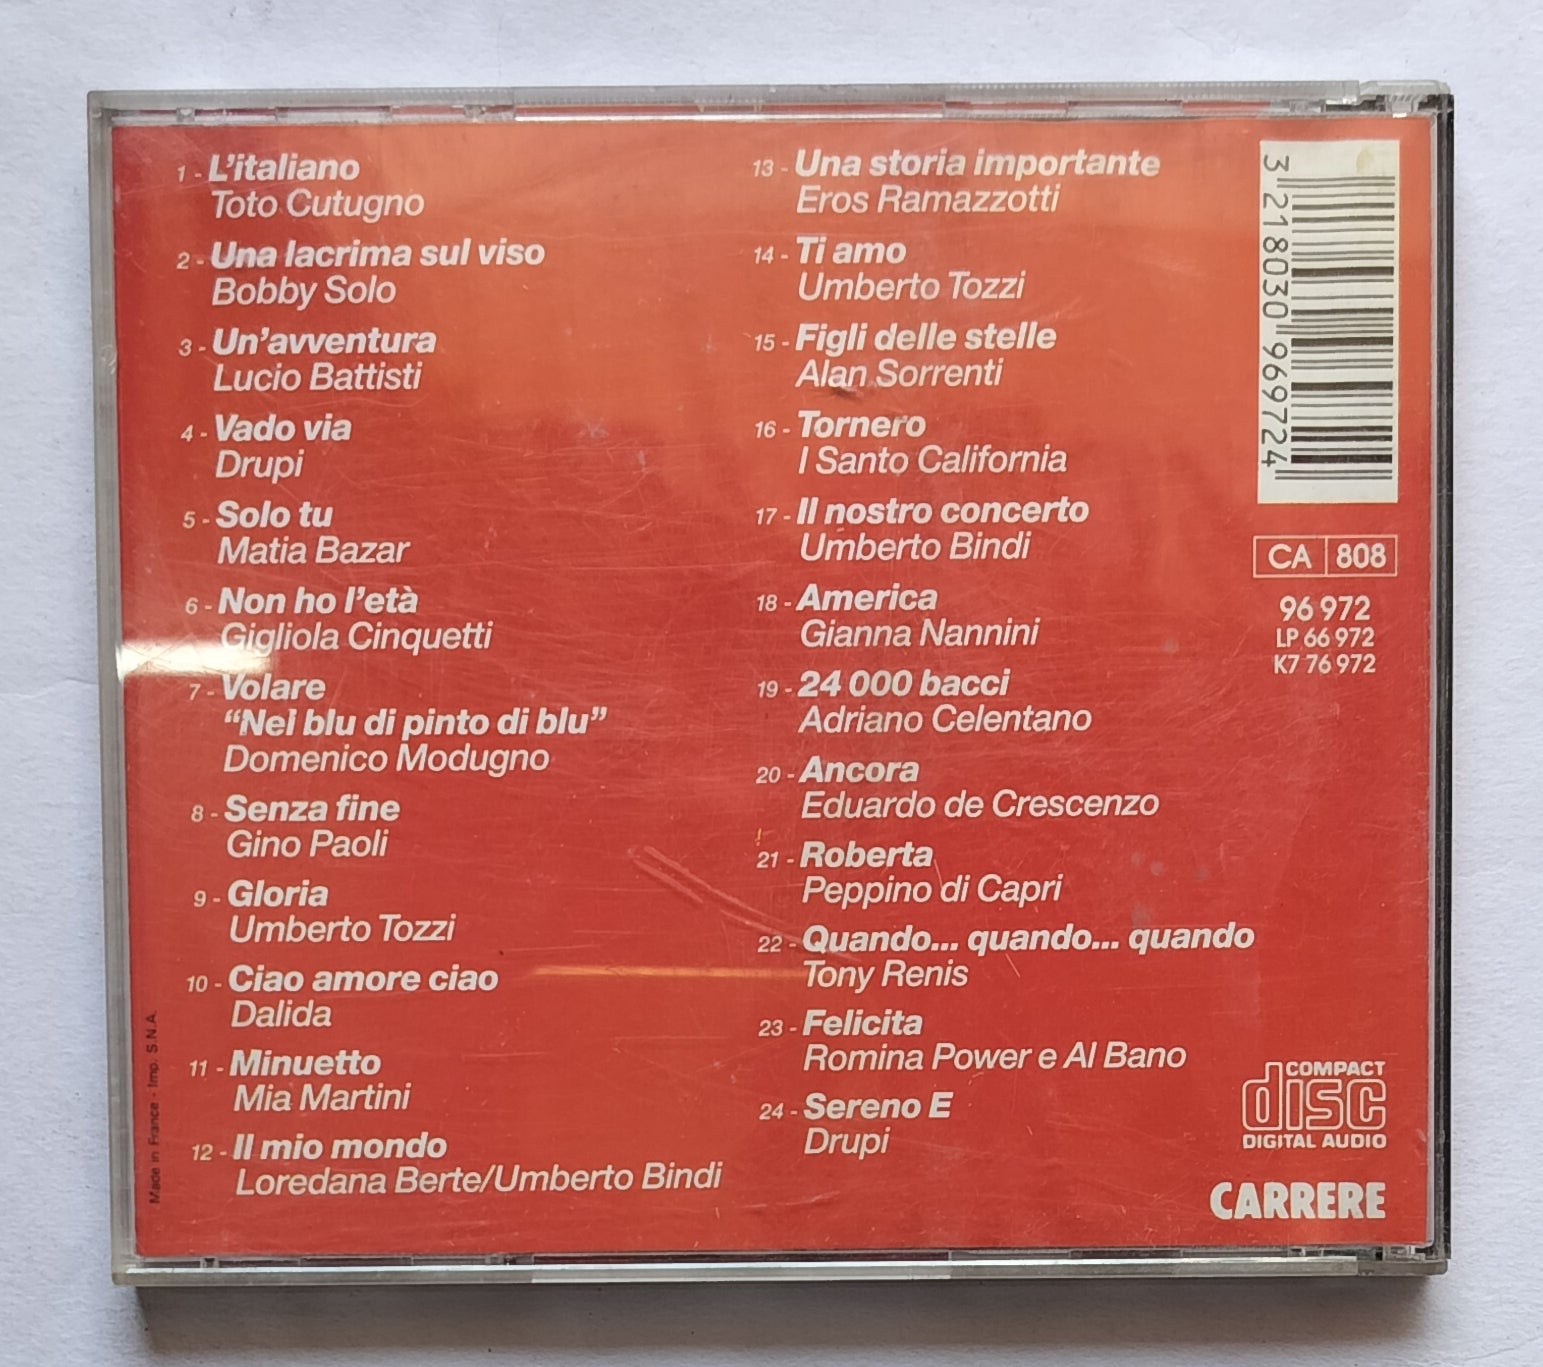 1 - L'italiano
Toto Cutugno
2 - Una lacrima sul viso
Bobby Solo
3 - Un'avventura
Lucio Battisti
4 - Vado via
Drupi
5 - Solo tu
Matia Bazar
6 - Non ho l'età
Gigliola Cinquetti
7 - Volare
“Nel blu di pinto di blu”
Domenico Modugno
8 - Senza fine
Gino Paoli
9 - Gloria
Umberto Tozzi
10 - Ciao amore ciao
Dalida
11 - Minuetto
Mia Martini
12 - Il mio mondo
Loredana Berte/Umberto Bindi
13 - Una storia importante
Eros Ramazzotti
14 - Ti amo
Umberto Tozzi
15 - Figli delle stelle
Alan Sorrenti
16 - Tornero
I Santo California
17 - Il nostro concerto
Umberto Bindi
18 - America
Gianna Nannini
19 - 24 000 bacci
Adriano Celentano
20 - Ancora
Eduardo de Crescenzo
21 - Roberta
Peppino di Capri
22 - Quando... quando... quando
Tony Renis
23 - Felicita
Romina Power e Al Bano
24 - Sereno E
Drupi
3 218030 969724
CA 808
96 972
LP 66 972
K7 76 972
COMPACT
disc
DIGITAL AUDIO
CARRERE
Made in France - Imp. S.N.A.